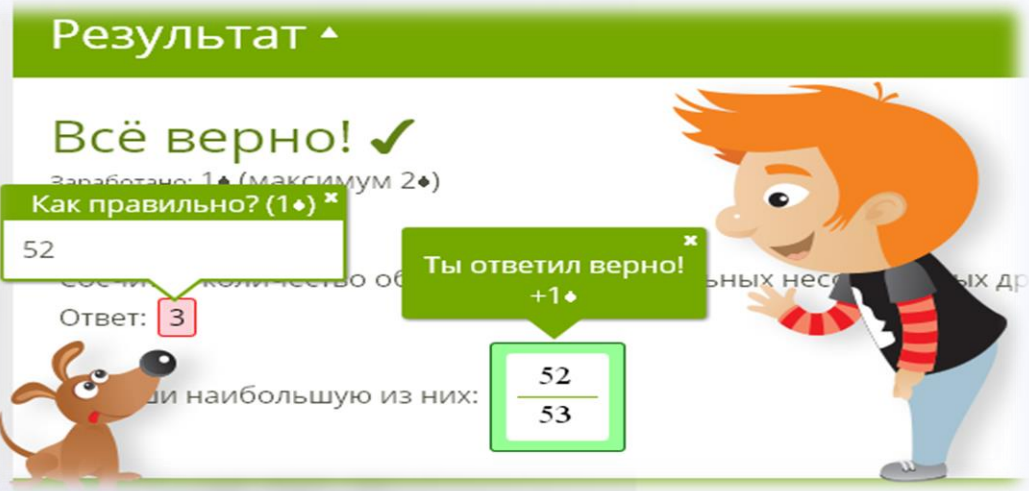 Результат
Всё верно! ✔
Заработано: 1♠ (максимум 2♠)
Как правильно? (1♠) ×
52
×
Ты ответил верно!
+1♠
количество
Ответ: 3
наибольшую из них:
52
53